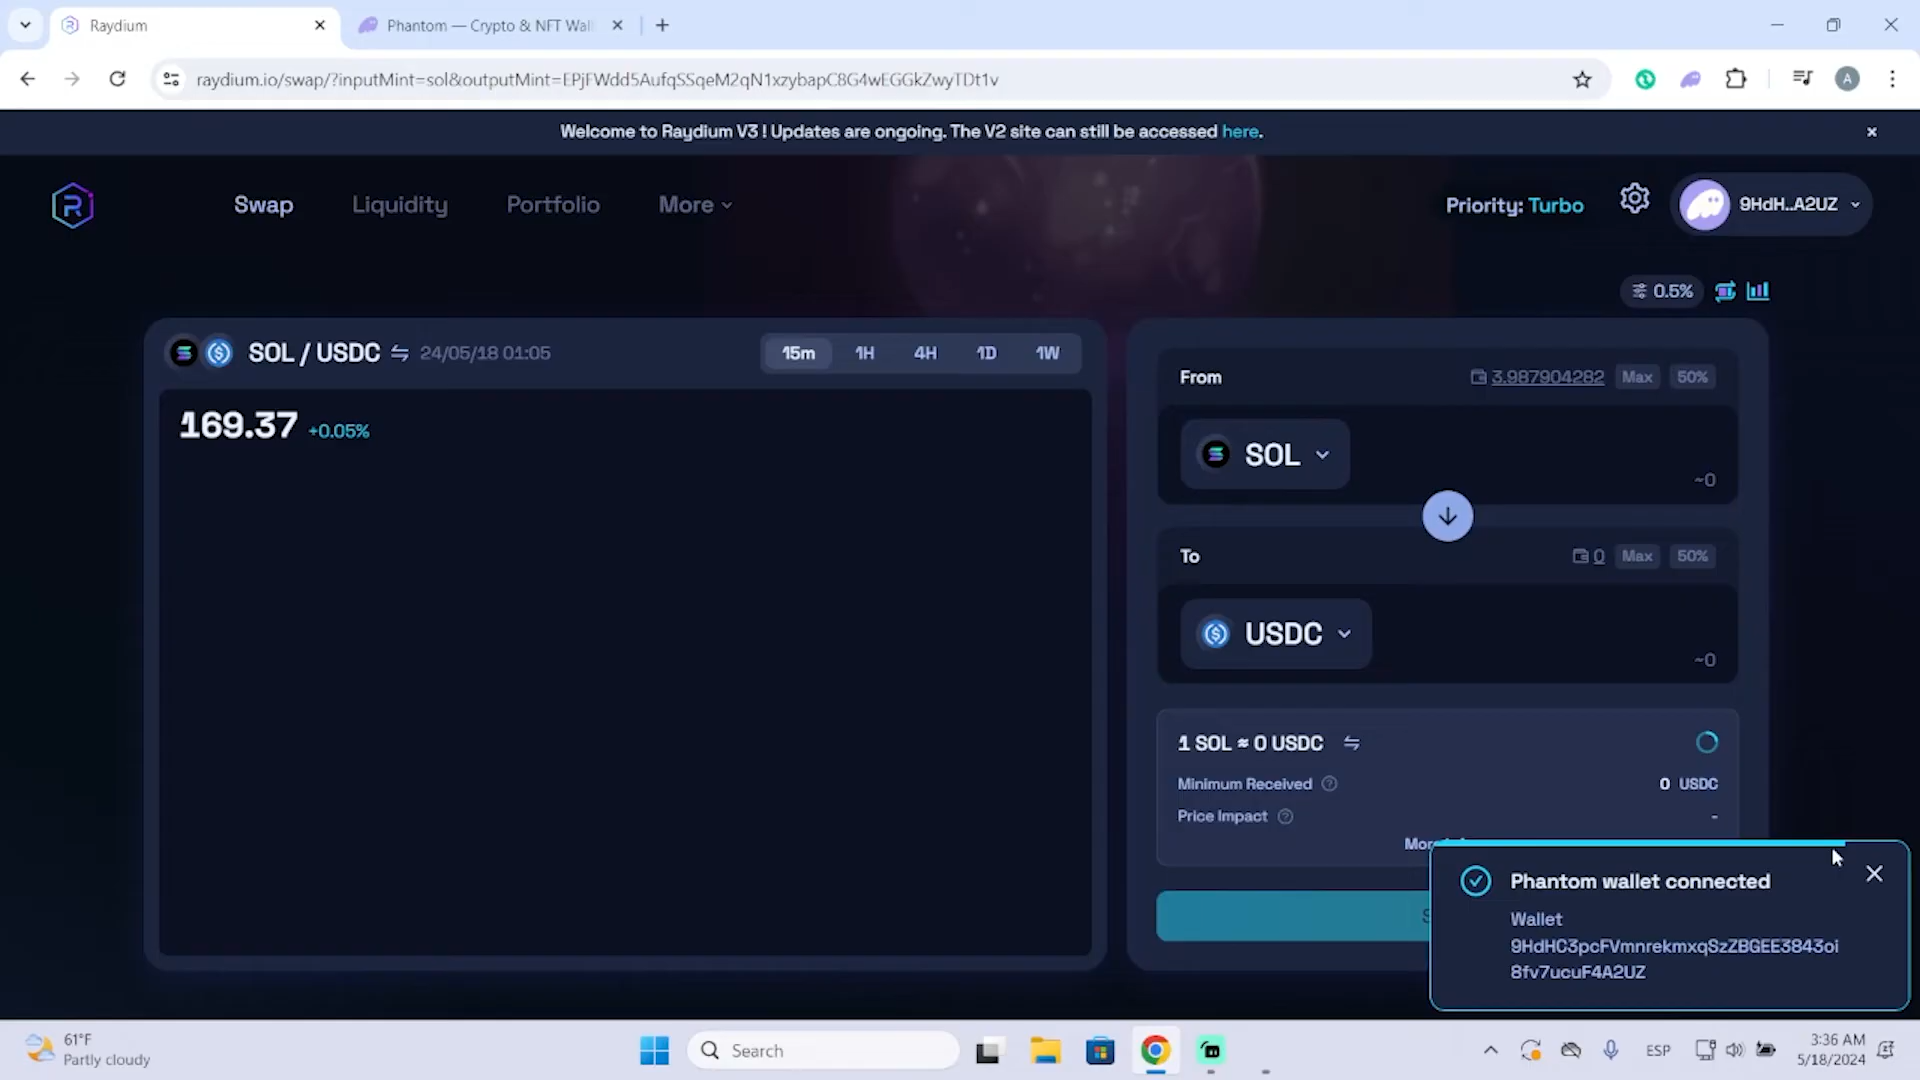 Raydium
Phantom — Crypto & NFT Wal
raydium.io/swap/?inputMint=sol&outputMint=EPjFWdd5AufqSSqeM2qN1xzybapC8G4wEGGkZwyTDt1v
A
Welcome to Raydium V3 ! Updates are ongoing. The V2 site can still be accessed here.
Swap
Liquidity
Portfolio
More
Priority: Turbo
9HdH..A2UZ
0.5%
SOL / USDC
24/05/18 01:05
15m
1H
4H
1D
1W
169.37 +0.05%
From
3.987904282
Max
50%
SOL
~0
To
0
Max
50%
USDC
~0
1 SOL ≈ 0 USDC
Minimum Received
0 USDC
Price Impact
-
Phantom wallet connected
Wallet
9HdHC3pcFVmnrekmxqSzZBGEE3843oi
8fv7ucuF4A2UZ
61°F
Partly cloudy
Search
ESP
3:36 AM
5/18/2024